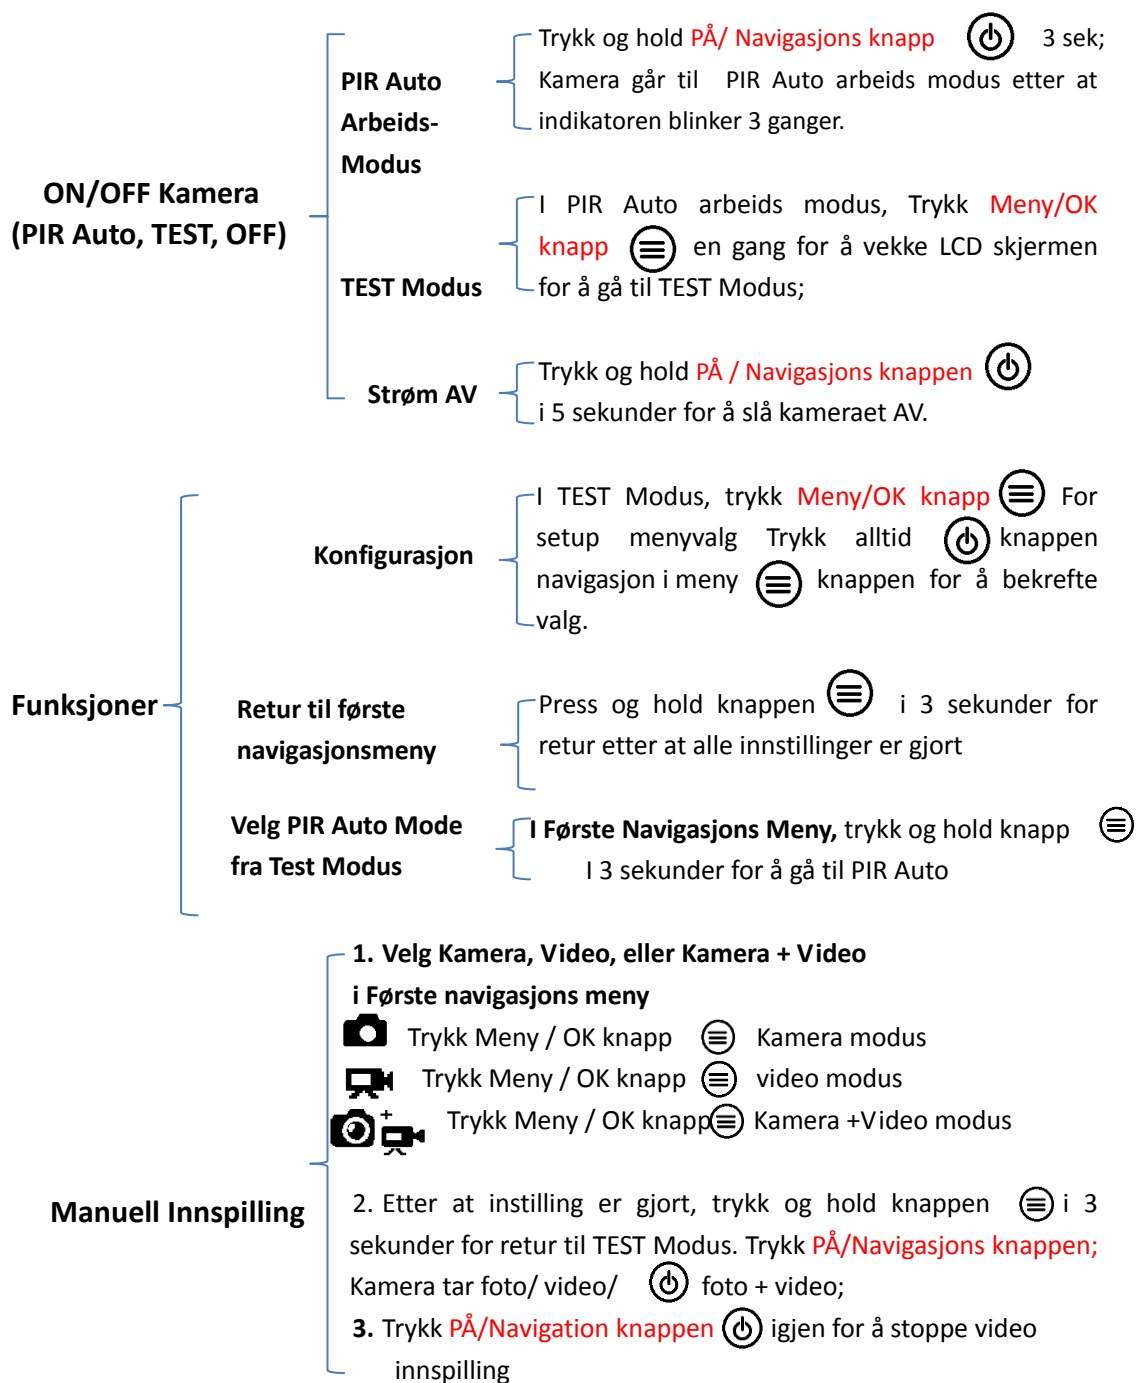 ON/OFF Kamera
(PIR Auto, TEST, OFF)
PIR Auto
Arbeids-
Modus
Trykk og hold PÅ/ Navigasjons knapp 3 sek;
Kamera går til PIR Auto arbeids modus etter at
indikatoren blinker 3 ganger.
TEST Modus
I PIR Auto arbeids modus, Trykk Meny/OK
knapp en gang for å vekke LCD skjermen
for å gå til TEST Modus;
Strøm AV
Trykk og hold PÅ / Navigasjons knappen
i 5 sekunder for å slå kameraet AV.
Funksjoner
Konfigurasjon
I TEST Modus, trykk Meny/OK knapp For
setup menyvalg Trykk alltid knappen
navigasjon i meny knappen for å bekrefte
valg.
Retur til første
navigasjonsmeny
Press og hold knappen i 3 sekunder for
retur etter at alle innstillinger er gjort
Velg PIR Auto Mode
fra Test Modus
I Første Navigasjons Meny, trykk og hold knapp
I 3 sekunder for å gå til PIR Auto
Manuell Innspilling
1. Velg Kamera, Video, eller Kamera + Video
i Første navigasjons meny
Trykk Meny / OK knapp Kamera modus
Trykk Meny / OK knapp video modus
+ Trykk Meny / OK knapp Kamera +Video modus
2. Etter at instilling er gjort, trykk og hold knappen i 3
sekunder for retur til TEST Modus. Trykk PÅ/Navigasjons knappen;
Kamera tar foto/ video/ foto + video;
3. Trykk PÅ/Navigation knappen igjen for å stoppe video
innspilling